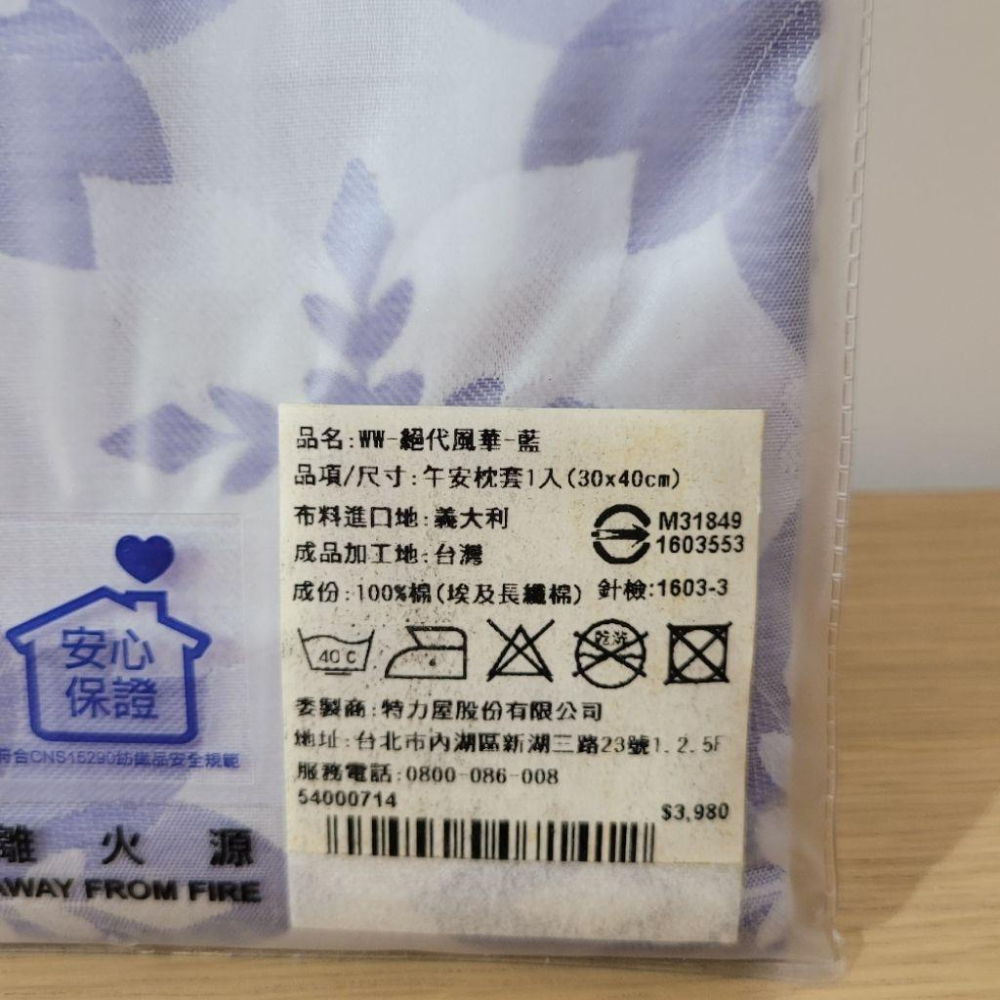 品名:WW-絕代風華-藍
品項/尺寸:午安枕套1入(30x40cm)
布料進口地:義大利
M31849
成品加工地:台灣
1603553
成份:100%棉(埃及長纖棉) 針檢:1603-3
40C
乾洗
委製商:特力屋股份有限公司
地址:台北市內湖區新湖三路23號1.2.5F
服務電話:0800-086-008
54000714
$3,980
安心
保證
符合CNS15290紡織品安全規範
離火源
AWAY FROM FIRE